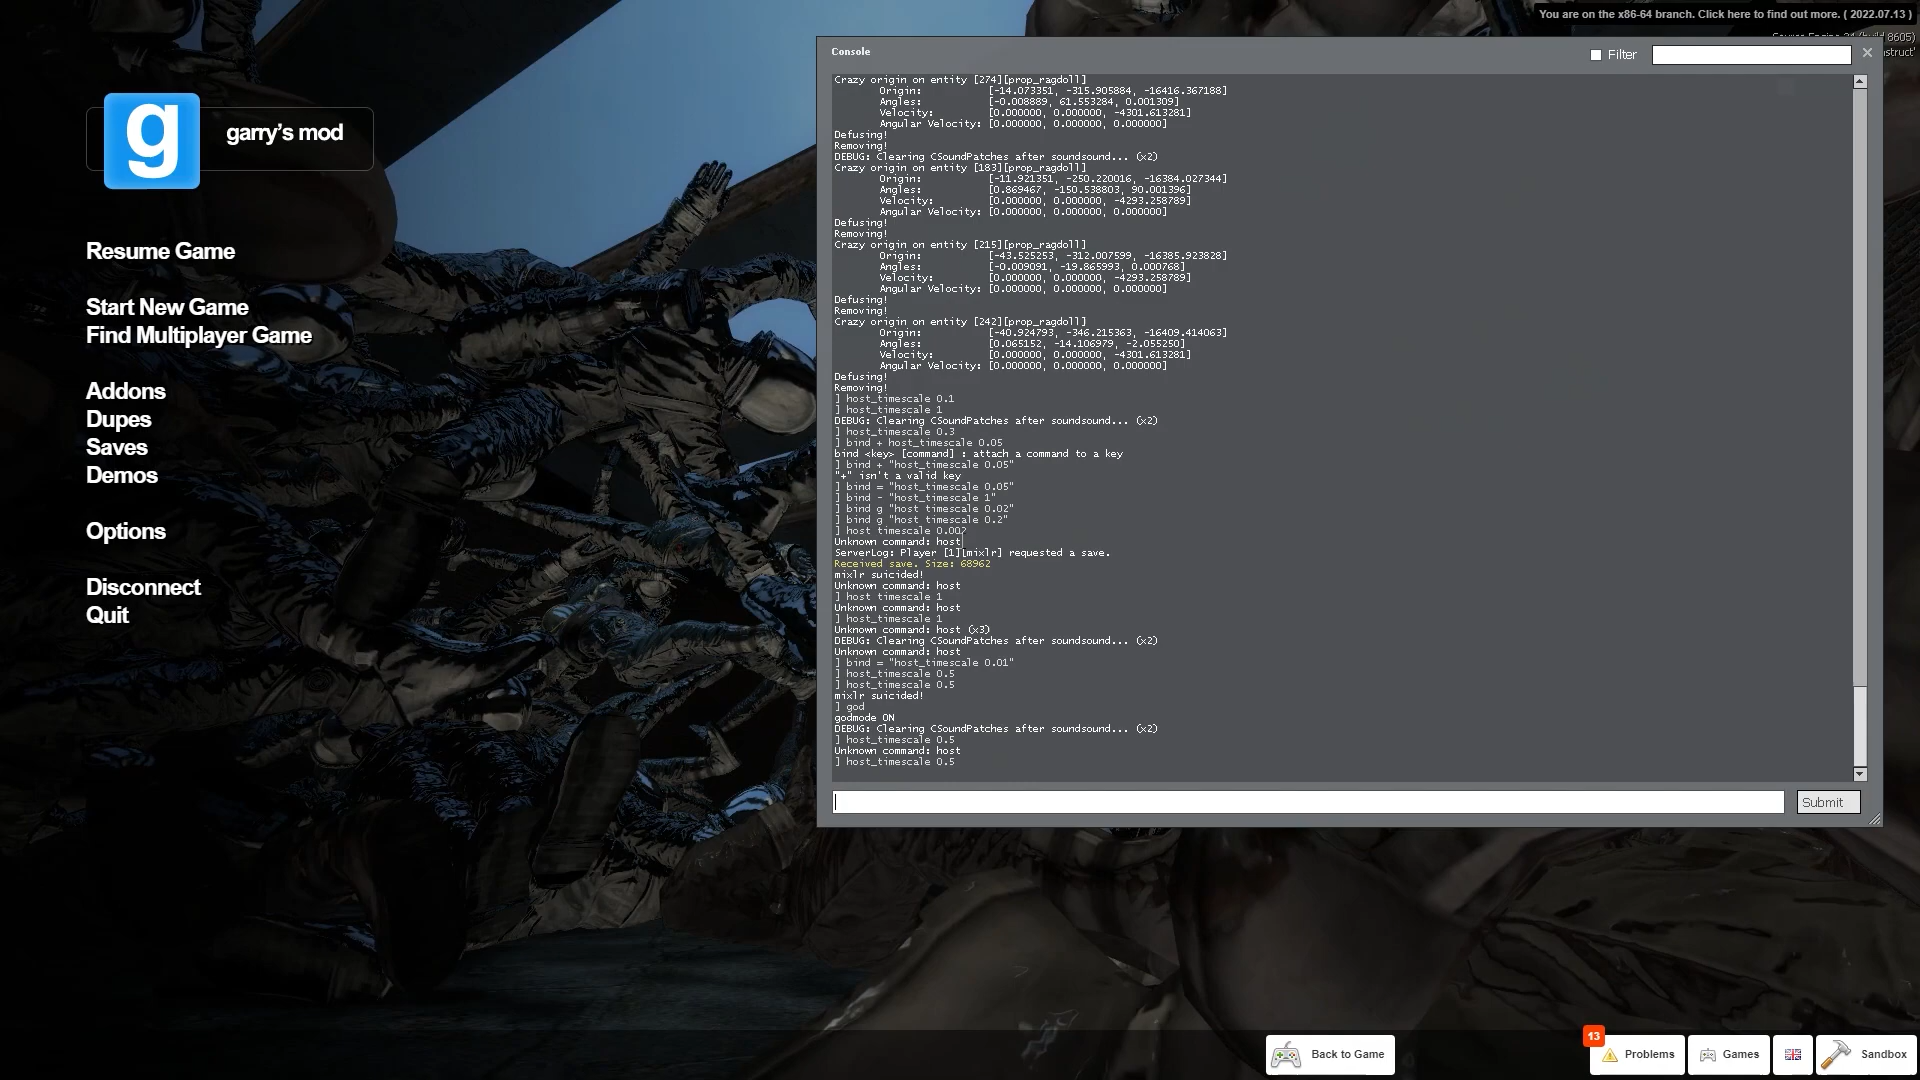 You are on the x86-64 branch. Click here to find out more. ( 2022.07.13 )
8605)
Console
Filter
g
garry's mod
Resume Game
Start New Game
Find Multiplayer Game
Addons
Dupes
Saves
Demos
Options
Disconnect
Quit
Crazy origin on entity [274][prop_ragdoll]
Origin: [-14.073351, -315.905884, -16416.367188]
Angles: [-0.008889, 61.553284, 0.001309]
Velocity: [0.000000, 0.000000, -4301.613281]
Angular Velocity: [0.000000, 0.000000, 0.000000]
Defusing!
Removing!
DEBUG: Clearing CSoundPatches after soundsound... (x2)
Crazy origin on entity [183][prop_ragdoll]
Origin: [-11.921351, -250.220016, -16384.027344]
Angles: [0.869467, -150.538803, 90.001396]
Velocity: [0.000000, 0.000000, -4293.258789]
Angular Velocity: [0.000000, 0.000000, 0.000000]
Defusing!
Removing!
Crazy origin on entity [215][prop_ragdoll]
Origin: [-43.525253, -312.007599, -16385.923828]
Angles: [-0.009091, -19.865993, 0.000768]
Velocity: [0.000000, 0.000000, -4293.258789]
Angular Velocity: [0.000000, 0.000000, 0.000000]
Defusing!
Removing!
Crazy origin on entity [242][prop_ragdoll]
Origin: [-40.924793, -346.215363, -16409.414063]
Angles: [0.065152, -14.106979, -2.055250]
Velocity: [0.000000, 0.000000, -4301.613281]
Angular Velocity: [0.000000, 0.000000, 0.000000]
Defusing!
Removing!
] host_timescale 0.1
] host_timescale 1
DEBUG: Clearing CSoundPatches after soundsound... (x2)
] host_timescale 0.3
] bind + host_timescale 0.05
bind <key> [command] : attach a command to a key
] bind + "host_timescale 0.05"
"+" isn't a valid key
] bind = "host_timescale 0.05"
] bind - "host_timescale 1"
] bind g "host timescale 0.02"
] bind g "host timescale 0.2"
] host timescale 0.002
Unknown command: host
ServerLog: Player [1][mixlr] requested a save.
Received save. Size: 68962
mixlr suicided!
Unknown command: host
] host timescale 1
Unknown command: host
] host timescale 1
Unknown command: host (x3)
DEBUG: Clearing CSoundPatches after soundsound... (x2)
Unknown command: host
] bind = "host_timescale 0.01"
] host_timescale 0.5
] host_timescale 0.5
mixlr suicided!
] god
godmode ON
DEBUG: Clearing CSoundPatches after soundsound... (x2)
] host_timescale 0.5
Unknown command: host
] host_timescale 0.5
Submit
Back to Game
13
Problems
Games
Sandbox